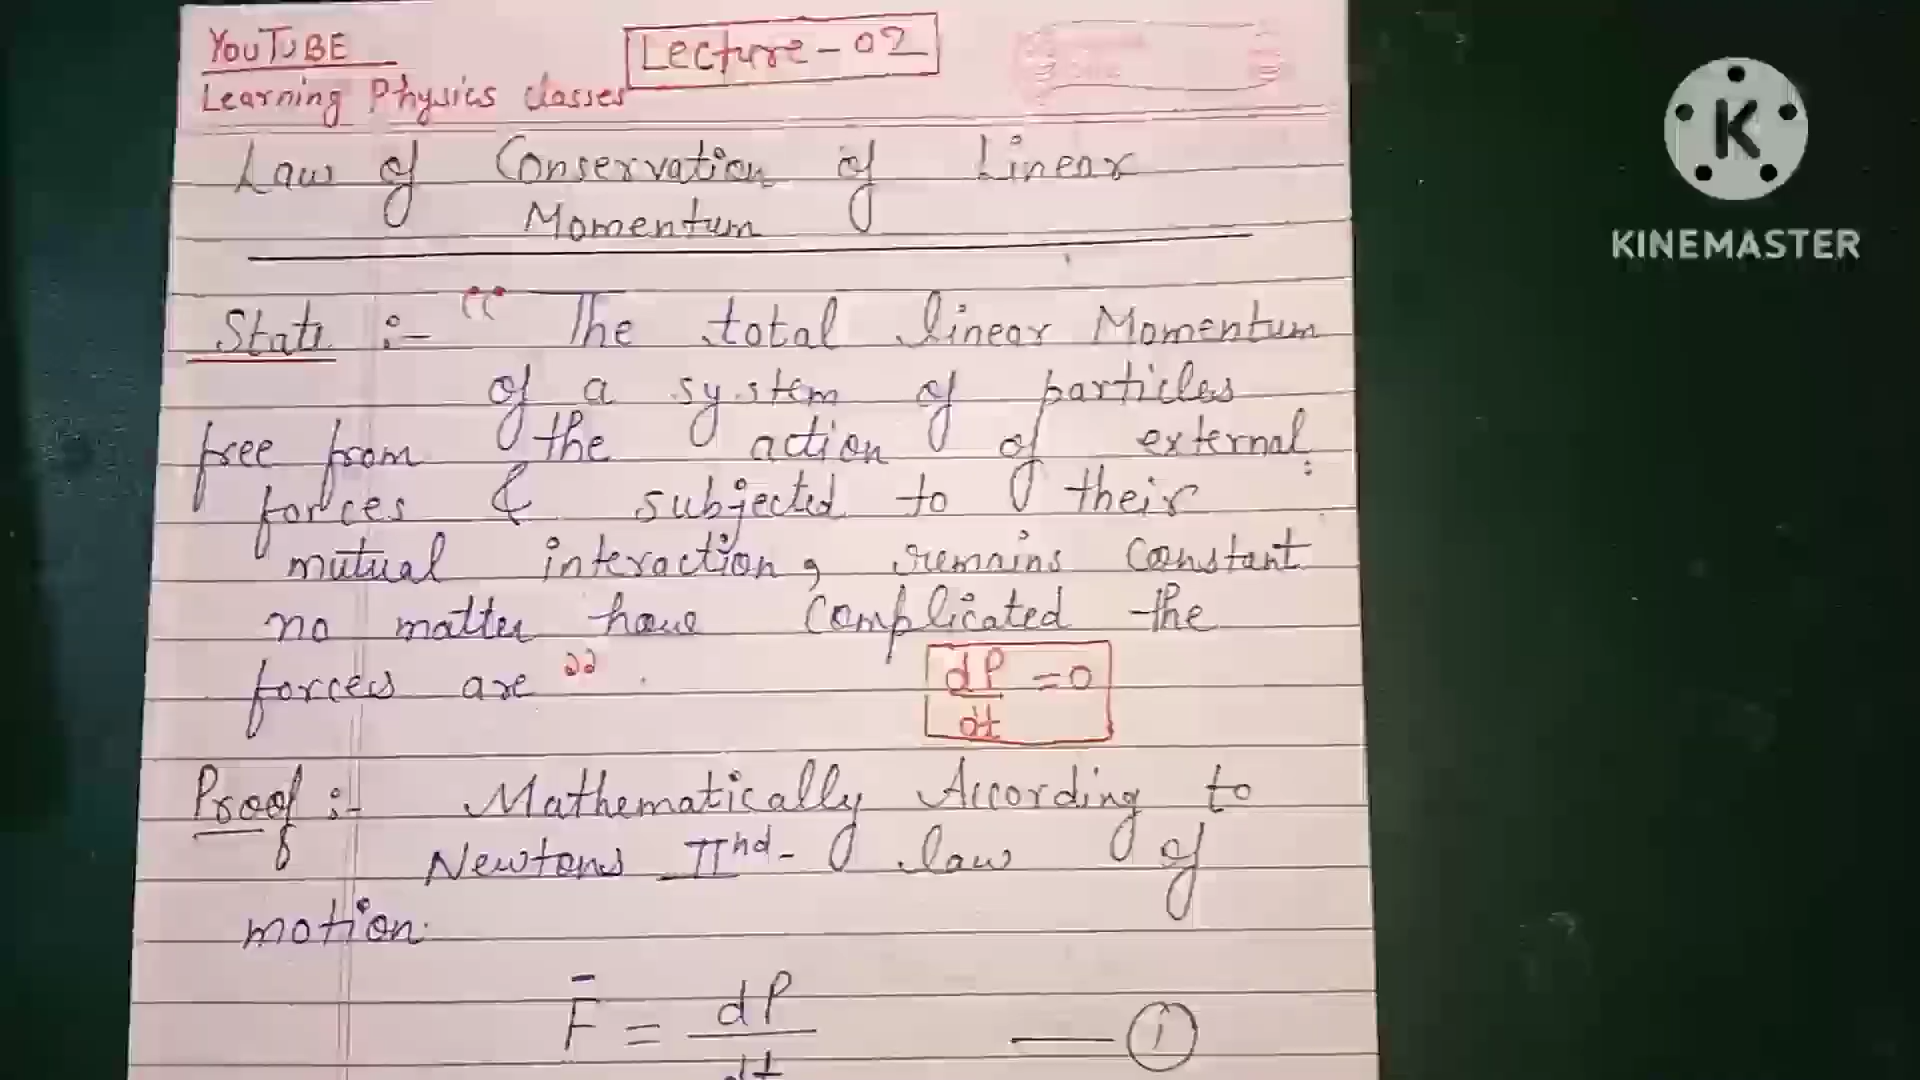 YOUTUBE
Lecture - 02
Learning Physics classes
Law of Conservation of Linear
Momentum
State :- " The total linear Momentum
of a system of particles
free from the action of external
forces & subjected to their
mutual interaction, remains constant
no matter how complicated the
forces are ".
dP/dt = 0
Proof :- Mathematically According to
Newtons IInd - law of
motion.
F̄ = dP/dt — (i)
K
KINEMASTER